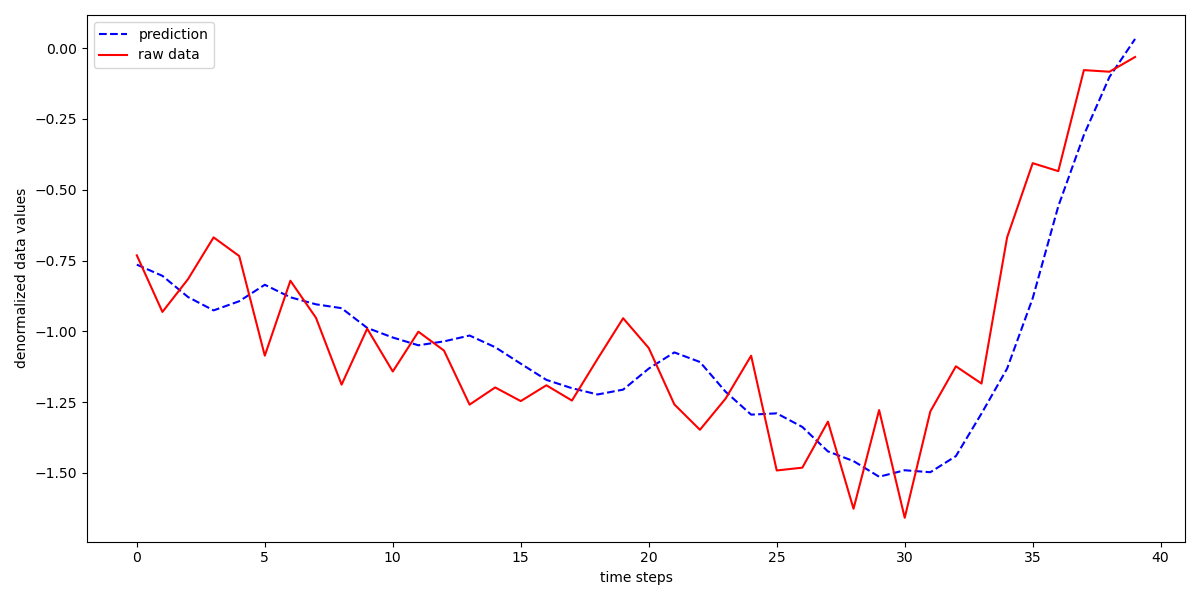 prediction
raw data
0.00
−0.25
−0.50
−0.75
−1.00
−1.25
−1.50
denormalized data values
0 5 10 15 20 25 30 35 40
time steps